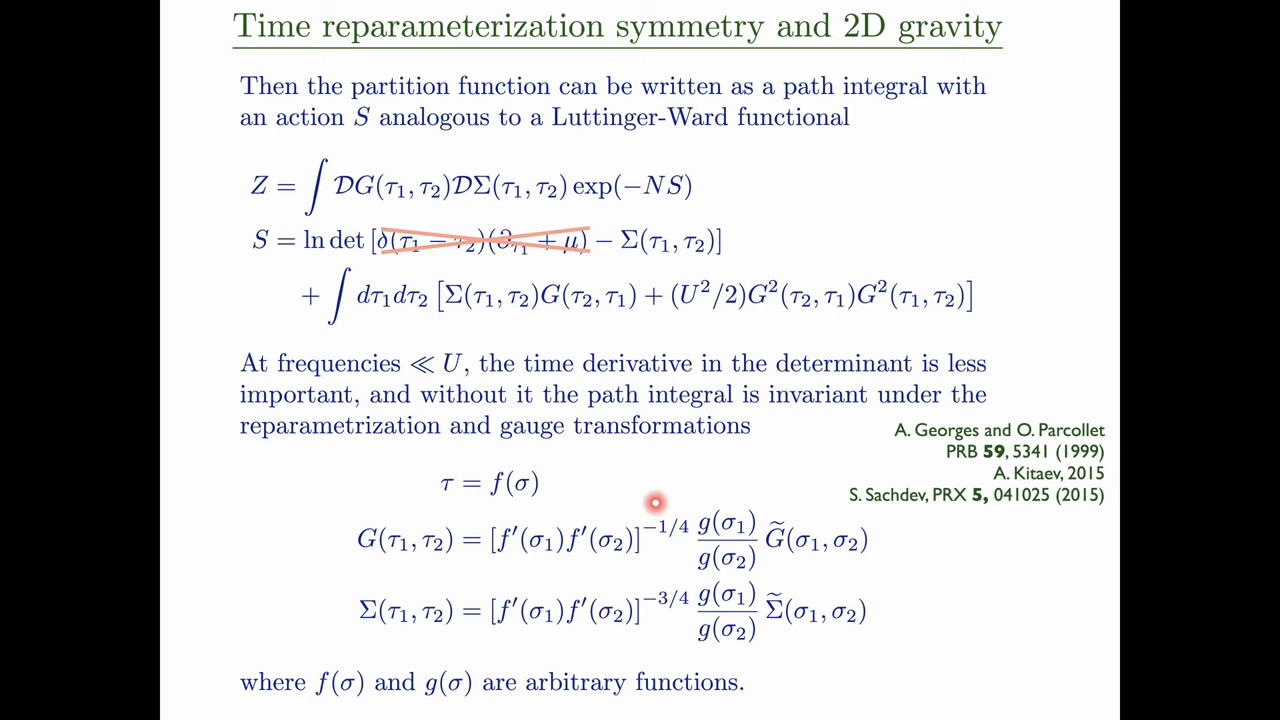 Time reparameterization symmetry and 2D gravity
Then the partition function can be written as a path integral with
an action S analogous to a Luttinger-Ward functional
Z = ∫ 𝒟G(τ₁, τ₂)𝒟Σ(τ₁, τ₂) exp(−NS)
S = ln det [δ(τ₁ − τ₂)(∂_τ₁ + μ) − Σ(τ₁, τ₂)]
+ ∫ dτ₁dτ₂ [Σ(τ₁, τ₂)G(τ₂, τ₁) + (U²/2)G²(τ₂, τ₁)G²(τ₁, τ₂)]
At frequencies ≪ U, the time derivative in the determinant is less
important, and without it the path integral is invariant under the
reparametrization and gauge transformations
A. Georges and O. Parcollet
PRB 59, 5341 (1999)
A. Kitaev, 2015
S. Sachdev, PRX 5, 041025 (2015)
τ = f(σ)
G(τ₁, τ₂) = [f′(σ₁)f′(σ₂)]^(−1/4) g(σ₁)/g(σ₂) G̃(σ₁, σ₂)
Σ(τ₁, τ₂) = [f′(σ₁)f′(σ₂)]^(−3/4) g(σ₁)/g(σ₂) Σ̃(σ₁, σ₂)
where f(σ) and g(σ) are arbitrary functions.